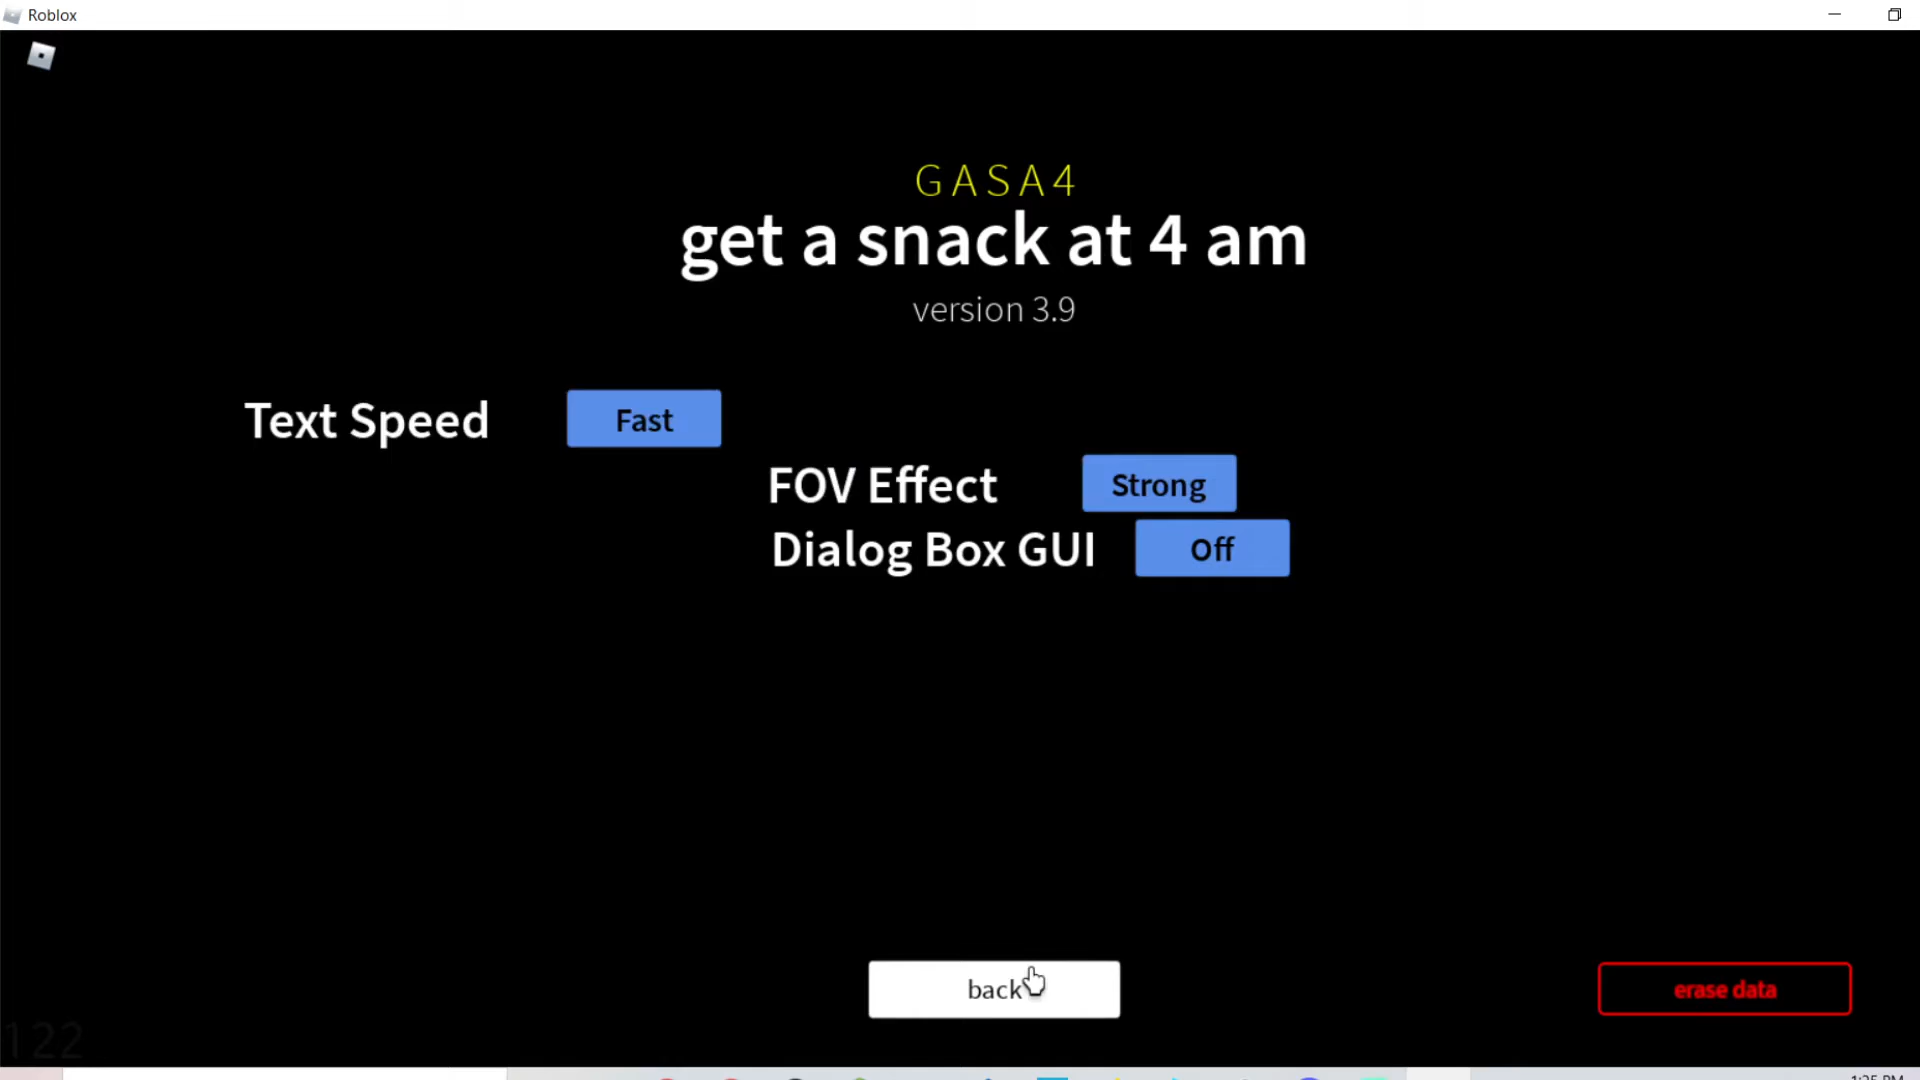 Roblox
GASA4
get a snack at 4 am
version 3.9
Text Speed Fast
FOV Effect Strong
Dialog Box GUI Off
back
erase data
122